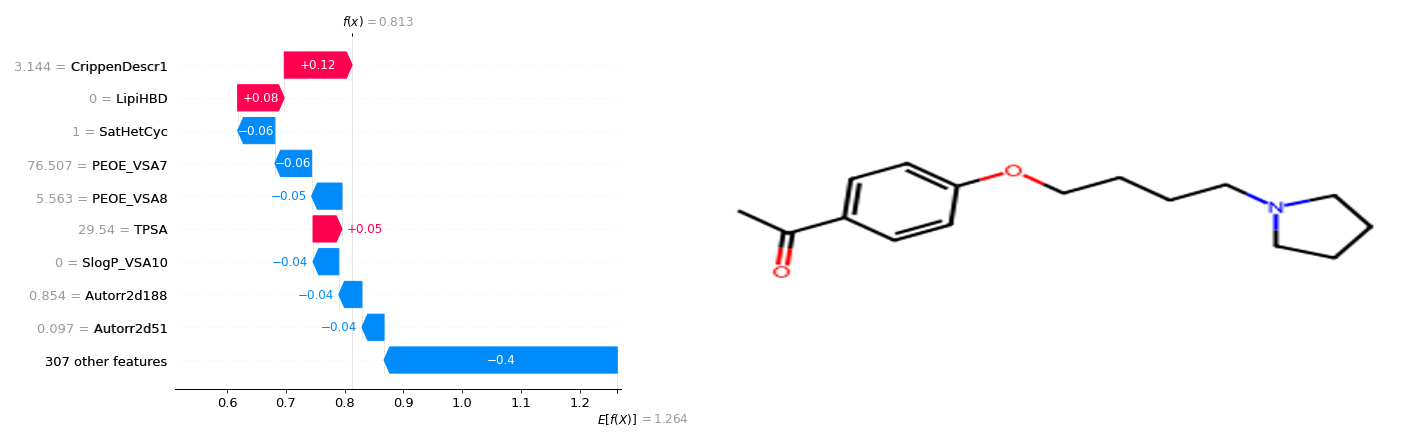 f(x) = 0.813
3.144 = CrippenDescr1
+0.12
0 = LipiHBD
+0.08
1 = SatHetCyc
−0.06
76.507 = PEOE_VSA7
−0.06
5.563 = PEOE_VSA8
−0.05
29.54 = TPSA
+0.05
0 = SlogP_VSA10
−0.04
0.854 = Autorr2d188
−0.04
0.097 = Autorr2d51
−0.04
307 other features
−0.4
0.6 0.7 0.8 0.9 1.0 1.1 1.2
E[f(X)] = 1.264
O
N
O